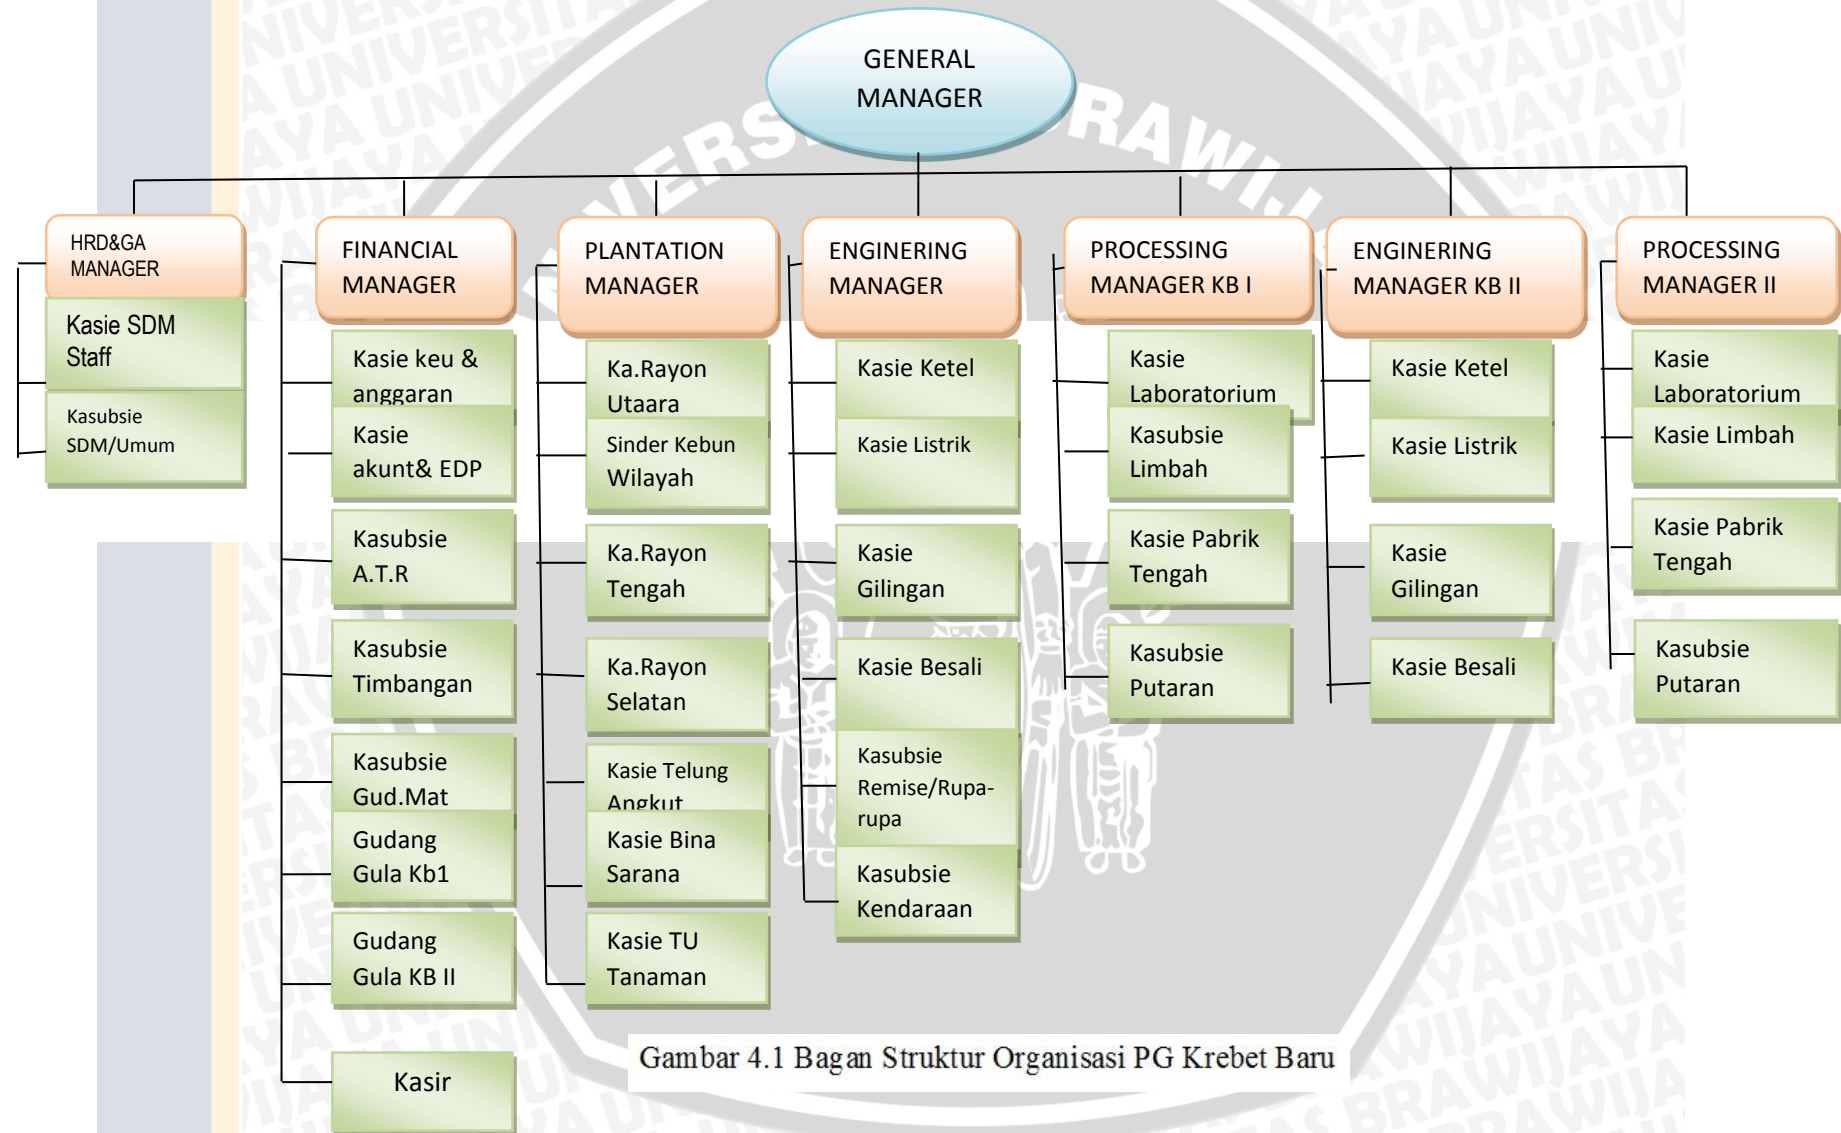 GENERAL
MANAGER
HRD&GA
MANAGER
Kasie SDM
Staff
Kasubsie
SDM/Umum
FINANCIAL
MANAGER
Kasie keu &
anggaran
Kasie
akunt& EDP
Kasubsie
A.T.R
Kasubsie
Timbangan
Kasubsie
Gud.Mat
Gudang
Gula Kb1
Gudang
Gula KB II
Kasir
PLANTATION
MANAGER
Ka.Rayon
Utaara
Sinder Kebun
Wilayah
Ka.Rayon
Tengah
Ka.Rayon
Selatan
Kasie Telung
Angkut
Kasie Bina
Sarana
Kasie TU
Tanaman
ENGINERING
MANAGER
Kasie Ketel
Kasie Listrik
Kasie
Gilingan
Kasie Besali
Kasubsie
Remise/Rupa-
rupa
Kasubsie
Kendaraan
PROCESSING
MANAGER KB I
Kasie
Laboratorium
Kasubsie
Limbah
Kasie Pabrik
Tengah
Kasubsie
Putaran
ENGINERING
MANAGER KB II
Kasie Ketel
Kasie Listrik
Kasie
Gilingan
Kasie Besali
PROCESSING
MANAGER II
Kasie
Laboratorium
Kasie Limbah
Kasie Pabrik
Tengah
Kasubsie
Putaran
Gambar 4.1 Bagan Struktur Organisasi PG Krebet Baru